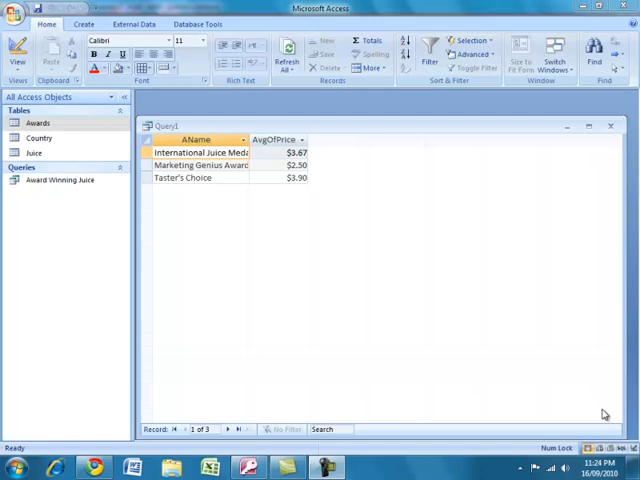 Microsoft Access
Home Create External Data Database Tools
View
Views
Paste
Clipboard
Calibri 11
B I U
A
Font
Rich Text
Refresh All
New
Save
Delete
Totals
Spelling
More
Records
Filter
Selection
Advanced
Toggle Filter
Sort & Filter
Size to Fit Form
Switch Windows
Window
Find
Find
All Access Objects
Tables
Awards
Country
Juice
Queries
Award Winning Juice
Query1
AName AvgOfPrice
International Juice Meda $3.67
Marketing Genius Award $2.50
Taster's Choice $3.90
Record: 1 of 3 No Filter Search
Ready Num Lock
11:24 PM
16/09/2010